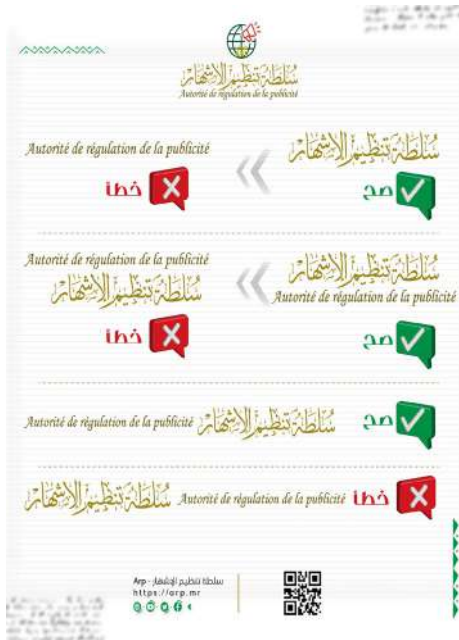 سلطة تنظيم الإشهار
Autorité de régulation de la publicité
سلطة تنظيم الإشهار
صح
Autorité de régulation de la publicité
خطأ
سلطة تنظيم الإشهار
Autorité de régulation de la publicité
صح
Autorité de régulation de la publicité
سلطة تنظيم الإشهار
خطأ
صح
سلطة تنظيم الإشهار Autorité de régulation de la publicité
خطأ
Autorité de régulation de la publicité سلطة تنظيم الإشهار
سلطة تنظيم الإشهار - Arp
https://arp.mr